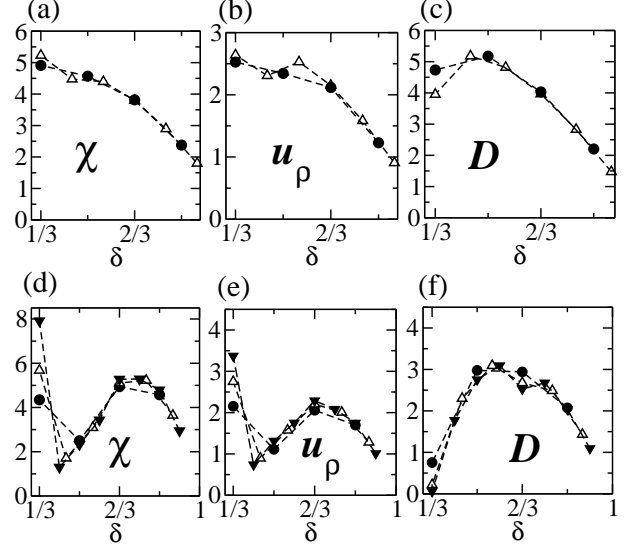 (a) (b) (c)
6 5 4 3 2 1 0 χ 1/3 2/3 δ
3 2 1 0 u_ρ 1/3 2/3 δ
6 5 4 3 2 1 0 D 1/3 2/3 δ
(d) (e) (f)
8 6 4 2 0 χ 1/3 2/3 1 δ
4 3 2 1 0 u_ρ 1/3 2/3 1 δ
4 3 2 1 0 D 1/3 2/3 1 δ